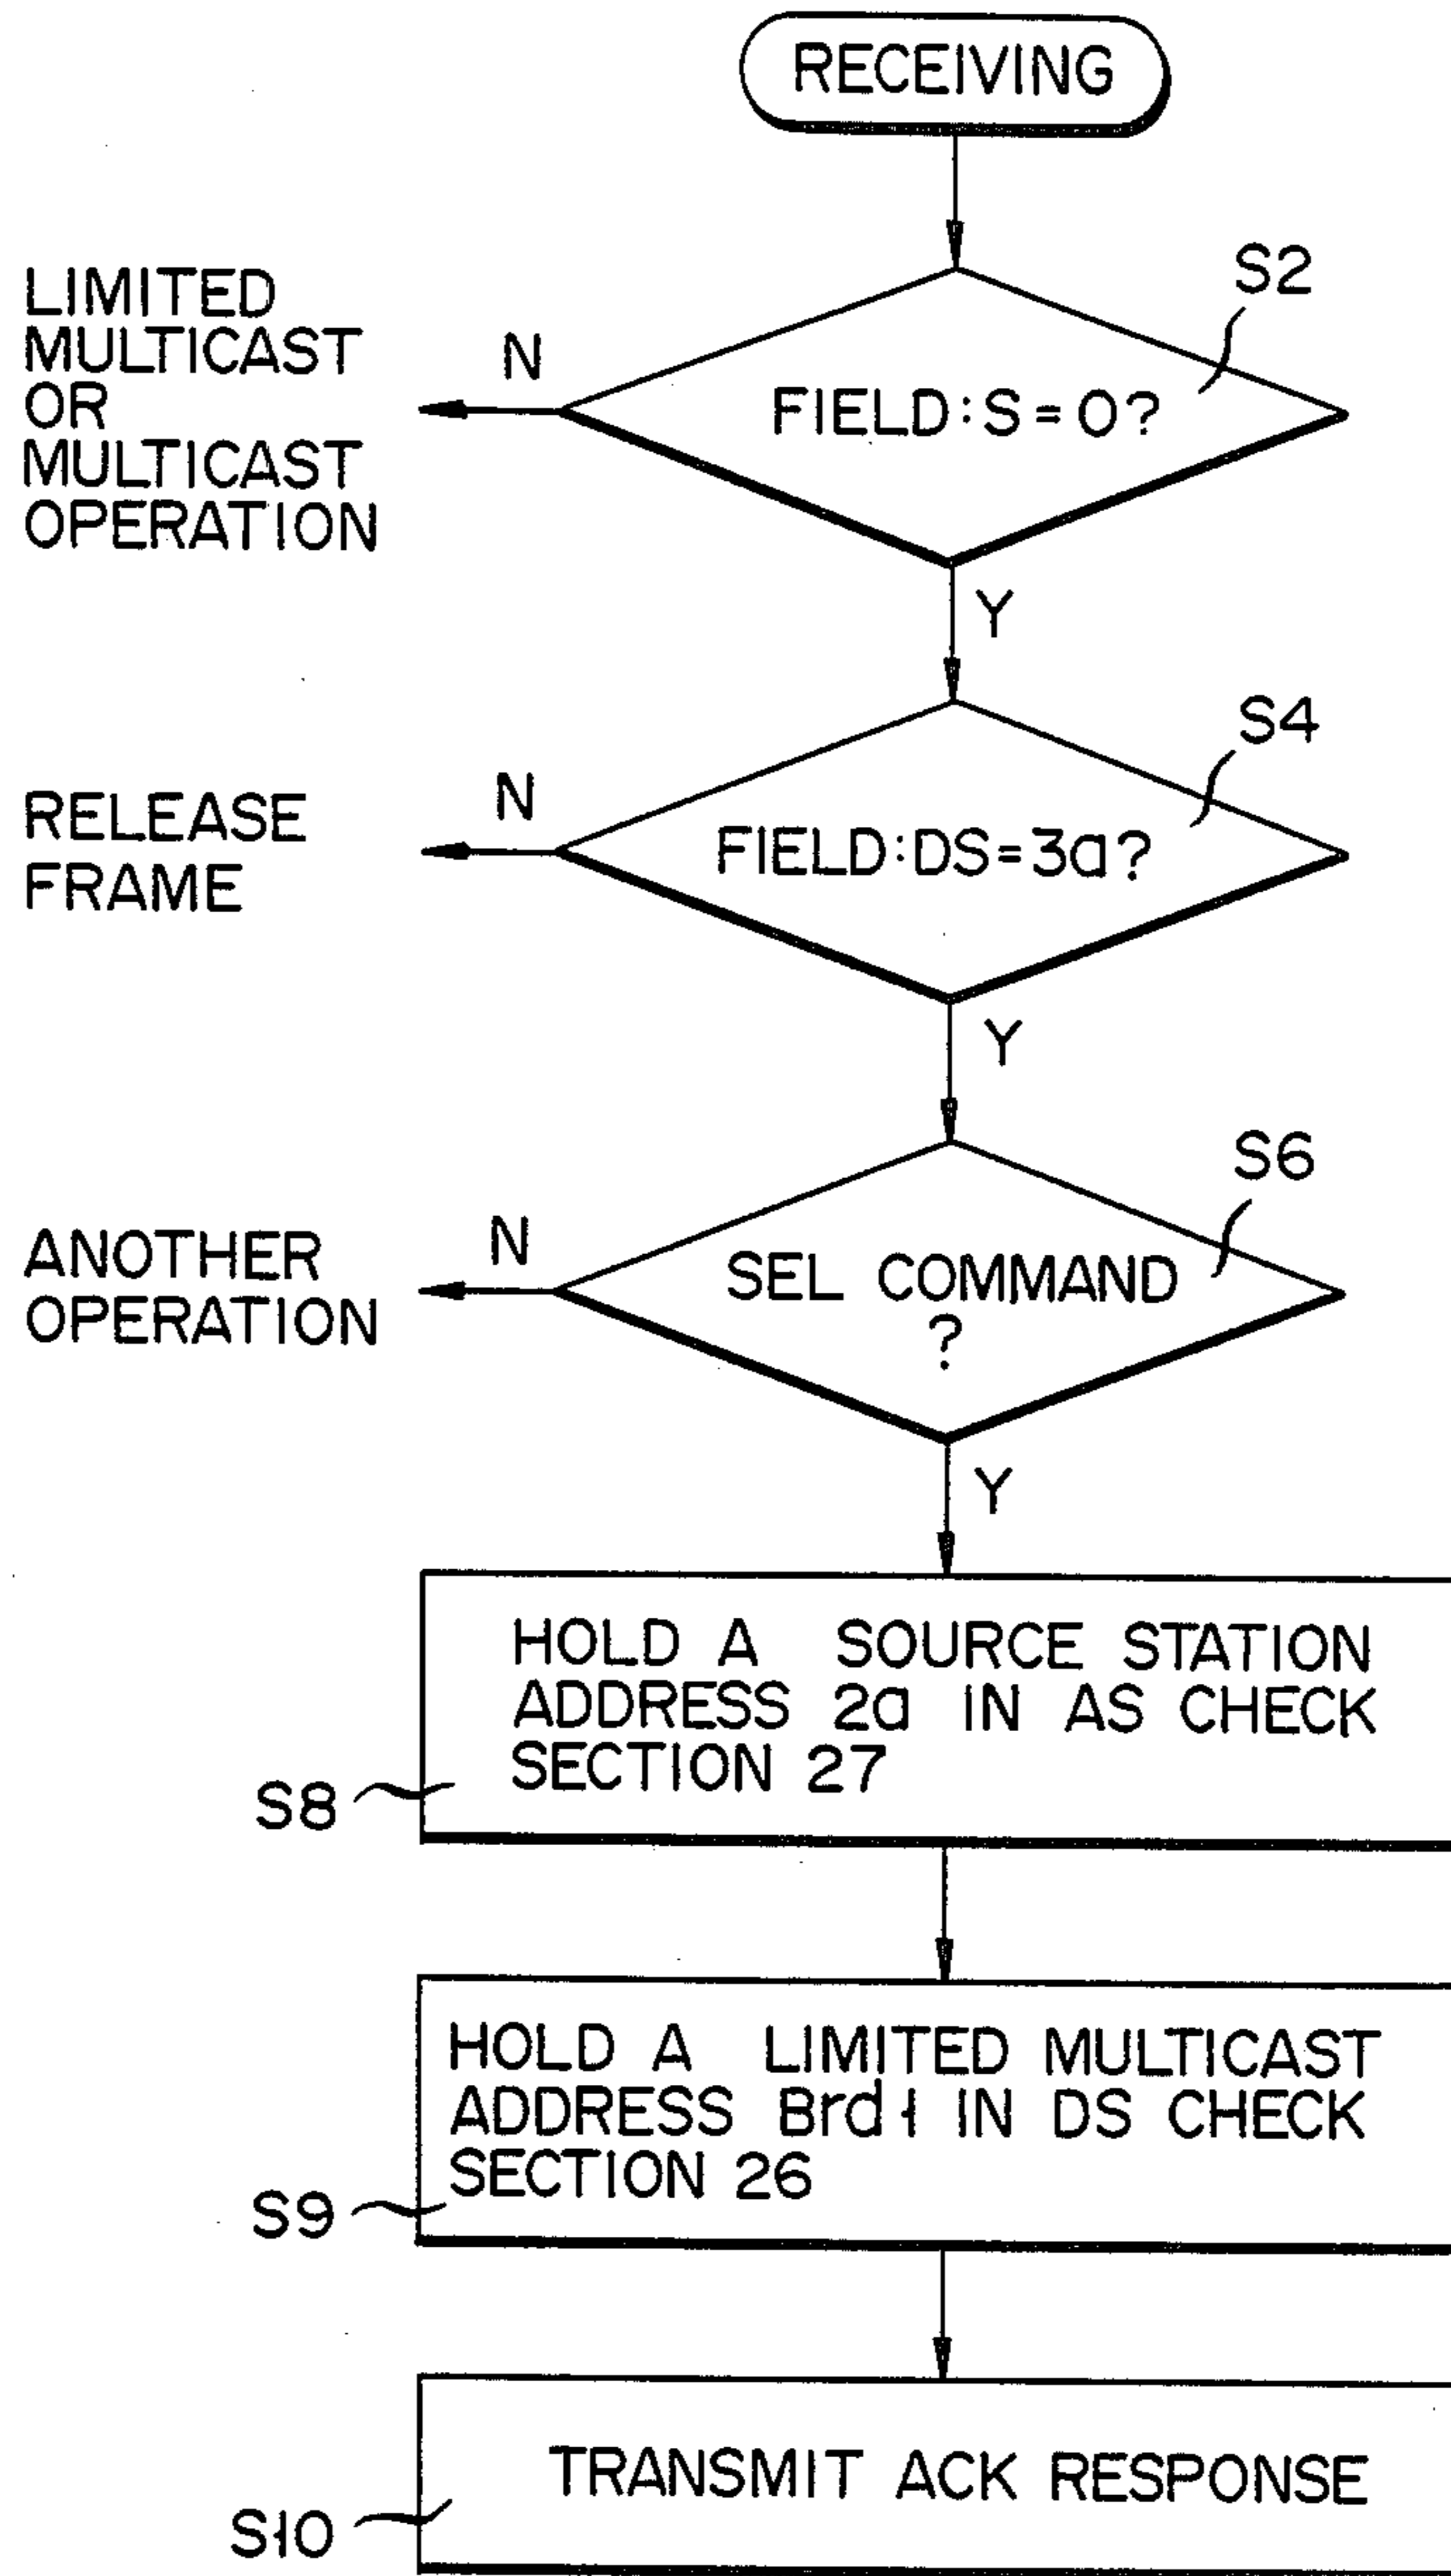 RECEIVING
S2
LIMITED
MULTICAST
OR
MULTICAST
OPERATION
N
FIELD:S=0?
Y
S4
RELEASE
FRAME
N
FIELD:DS=3a?
Y
S6
ANOTHER
OPERATION
N
SEL COMMAND
?
Y
HOLD A SOURCE STATION
ADDRESS 2a IN AS CHECK
SECTION 27
S8
HOLD A LIMITED MULTICAST
ADDRESS Brd1 IN DS CHECK
SECTION 26
S9
TRANSMIT ACK RESPONSE
S10